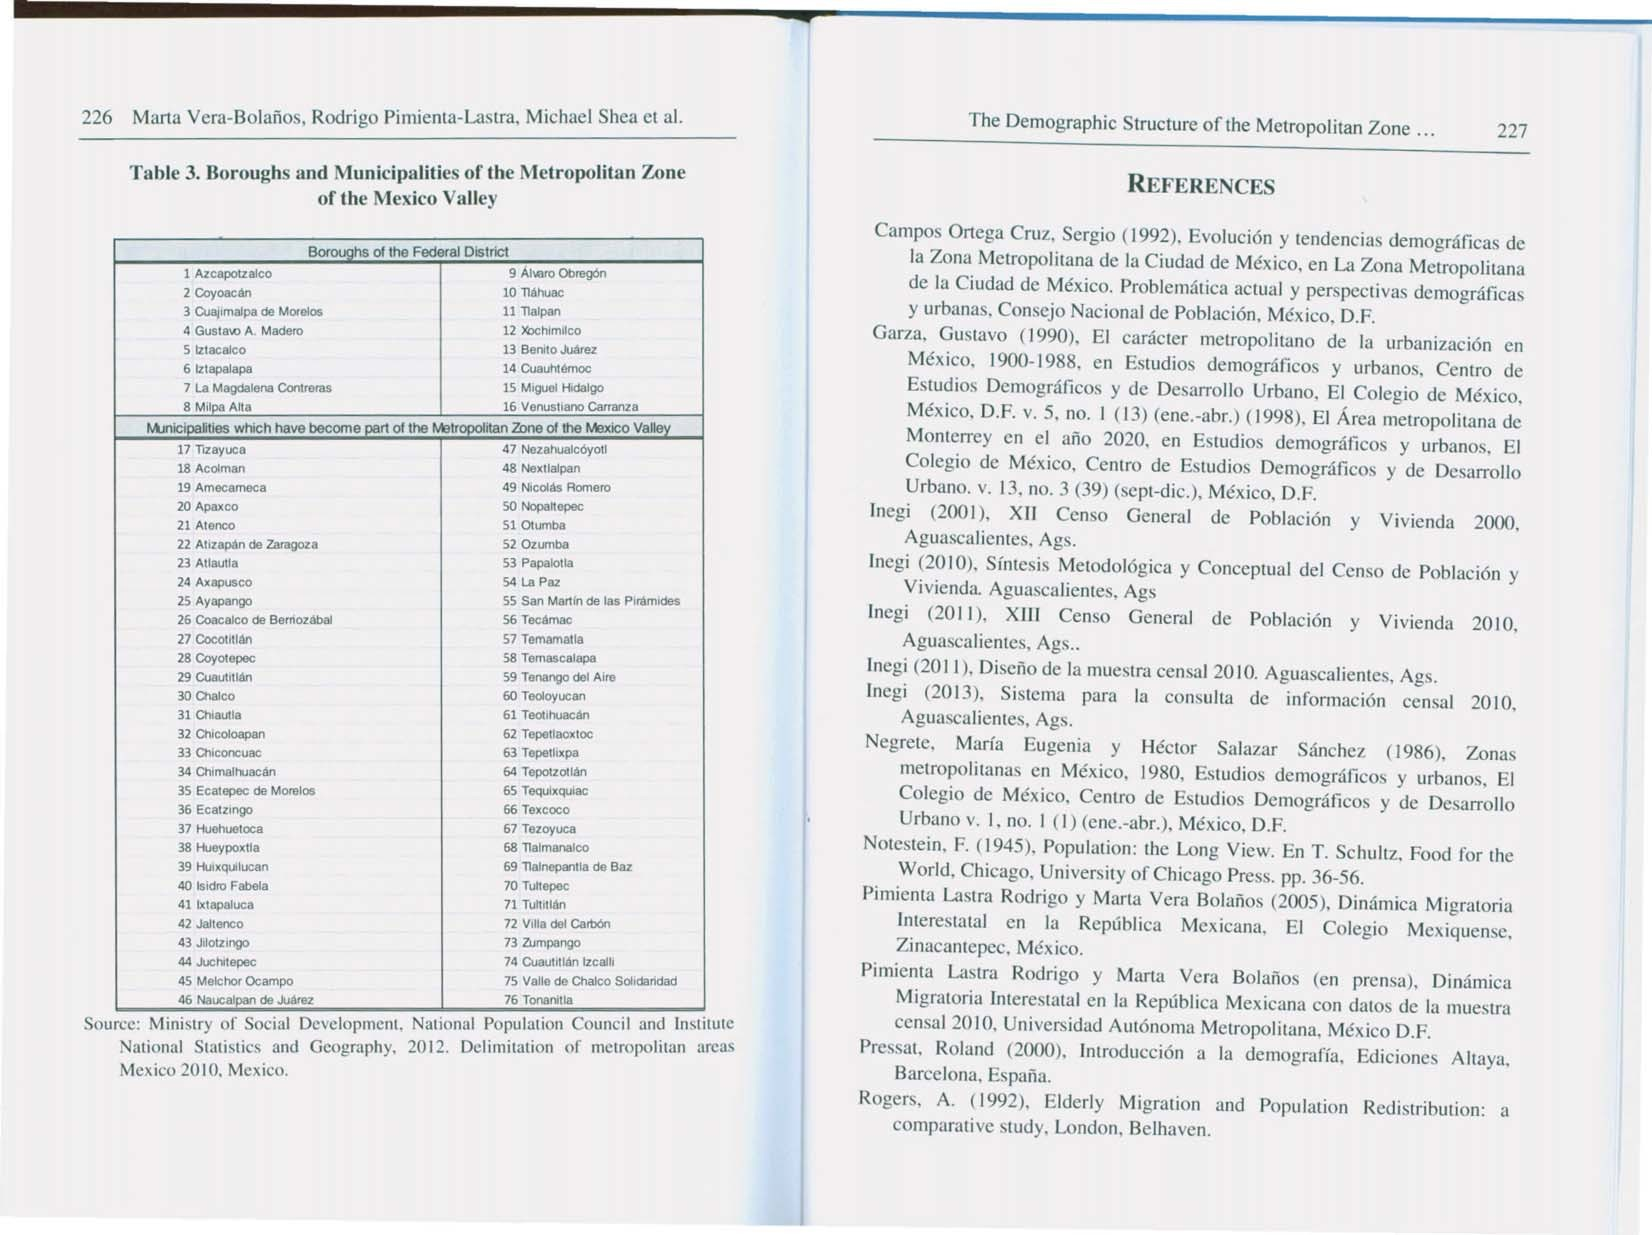 226 Marta Vera-Bolaños, Rodrigo Pimienta-Lastra, Michael Shea et al.
Table 3. Boroughs and Municipalities of the Metropolitan Zone
of the Mexico Valley
Boroughs of the Federal District
1 Azcapotzalco 9 Álvaro Obregón
2 Coyoacán 10 Tláhuac
3 Cuajimalpa de Morelos 11 Tlalpan
4 Gustavo A. Madero 12 Xochimilco
5 Iztacalco 13 Benito Juárez
6 Iztapalapa 14 Cuauhtémoc
7 La Magdalena Contreras 15 Miguel Hidalgo
8 Milpa Alta 16 Venustiano Carranza
Municipalities which have become part of the Metropolitan Zone of the Mexico Valley
17 Tizayuca 47 Nezahualcóyotl
18 Acolman 48 Nextlalpan
19 Amecameca 49 Nicolás Romero
20 Apaxco 50 Nopaltepec
21 Atenco 51 Otumba
22 Atizapán de Zaragoza 52 Ozumba
23 Atlautla 53 Papalotla
24 Axapusco 54 La Paz
25 Ayapango 55 San Martín de las Pirámides
26 Coacalco de Berriozábal 56 Tecámac
27 Cocotitlán 57 Temamatla
28 Coyotepec 58 Temascalapa
29 Cuautitlán 59 Tenango del Aire
30 Chalco 60 Teoloyucan
31 Chiautla 61 Teotihuacán
32 Chicoloapan 62 Tepetlaoxtoc
33 Chiconcuac 63 Tepetlixpa
34 Chimalhuacán 64 Tepotzotlán
35 Ecatepec de Morelos 65 Tequixquiac
36 Ecatzingo 66 Texcoco
37 Huehuetoca 67 Tezoyuca
38 Hueypoxtla 68 Tlalmanalco
39 Huixquilucan 69 Tlalnepantla de Baz
40 Isidro Fabela 70 Tultepec
41 Ixtapaluca 71 Tultitlán
42 Jaltenco 72 Villa del Carbón
43 Jilotzingo 73 Zumpango
44 Juchitepec 74 Cuautitlán Izcalli
45 Melchor Ocampo 75 Valle de Chalco Solidaridad
46 Naucalpan de Juárez 76 Tonanitla
Source: Ministry of Social Development, National Population Council and Institute
National Statistics and Geography, 2012. Delimitation of metropolitan areas
Mexico 2010, Mexico.
The Demographic Structure of the Metropolitan Zone ... 227
REFERENCES
Campos Ortega Cruz, Sergio (1992), Evolución y tendencias demográficas de
la Zona Metropolitana de la Ciudad de México, en La Zona Metropolitana
de la Ciudad de México. Problemática actual y perspectivas demográficas
y urbanas, Consejo Nacional de Población, México, D.F.
Garza, Gustavo (1990), El carácter metropolitano de la urbanización en
México, 1900-1988, en Estudios demográficos y urbanos, Centro de
Estudios Demográficos y de Desarrollo Urbano, El Colegio de México,
México, D.F. v. 5, no. 1 (13) (ene.-abr.) (1998), El Área metropolitana de
Monterrey en el año 2020, en Estudios demográficos y urbanos, El
Colegio de México, Centro de Estudios Demográficos y de Desarrollo
Urbano. v. 13, no. 3 (39) (sept-dic.), México, D.F.
Inegi (2001), XII Censo General de Población y Vivienda 2000,
Aguascalientes, Ags.
Inegi (2010), Síntesis Metodológica y Conceptual del Censo de Población y
Vivienda. Aguascalientes, Ags
Inegi (2011), XIII Censo General de Población y Vivienda 2010,
Aguascalientes, Ags..
Inegi (2011), Diseño de la muestra censal 2010. Aguascalientes, Ags.
Inegi (2013), Sistema para la consulta de información censal 2010,
Aguascalientes, Ags.
Negrete, María Eugenia y Héctor Salazar Sánchez (1986), Zonas
metropolitanas en México, 1980, Estudios demográficos y urbanos, El
Colegio de México, Centro de Estudios Demográficos y de Desarrollo
Urbano v. 1, no. 1 (1) (ene.-abr.), México, D.F.
Notestein, F. (1945), Population: the Long View. En T. Schultz, Food for the
World, Chicago, University of Chicago Press. pp. 36-56.
Pimienta Lastra Rodrigo y Marta Vera Bolaños (2005), Dinámica Migratoria
Interestatal en la República Mexicana, El Colegio Mexiquense,
Zinacantepec, México.
Pimienta Lastra Rodrigo y Marta Vera Bolaños (en prensa), Dinámica
Migratoria Interestatal en la República Mexicana con datos de la muestra
censal 2010, Universidad Autónoma Metropolitana, México D.F.
Pressat, Roland (2000), Introducción a la demografía, Ediciones Altaya,
Barcelona, España.
Rogers, A. (1992), Elderly Migration and Population Redistribution: a
comparative study, London, Belhaven.